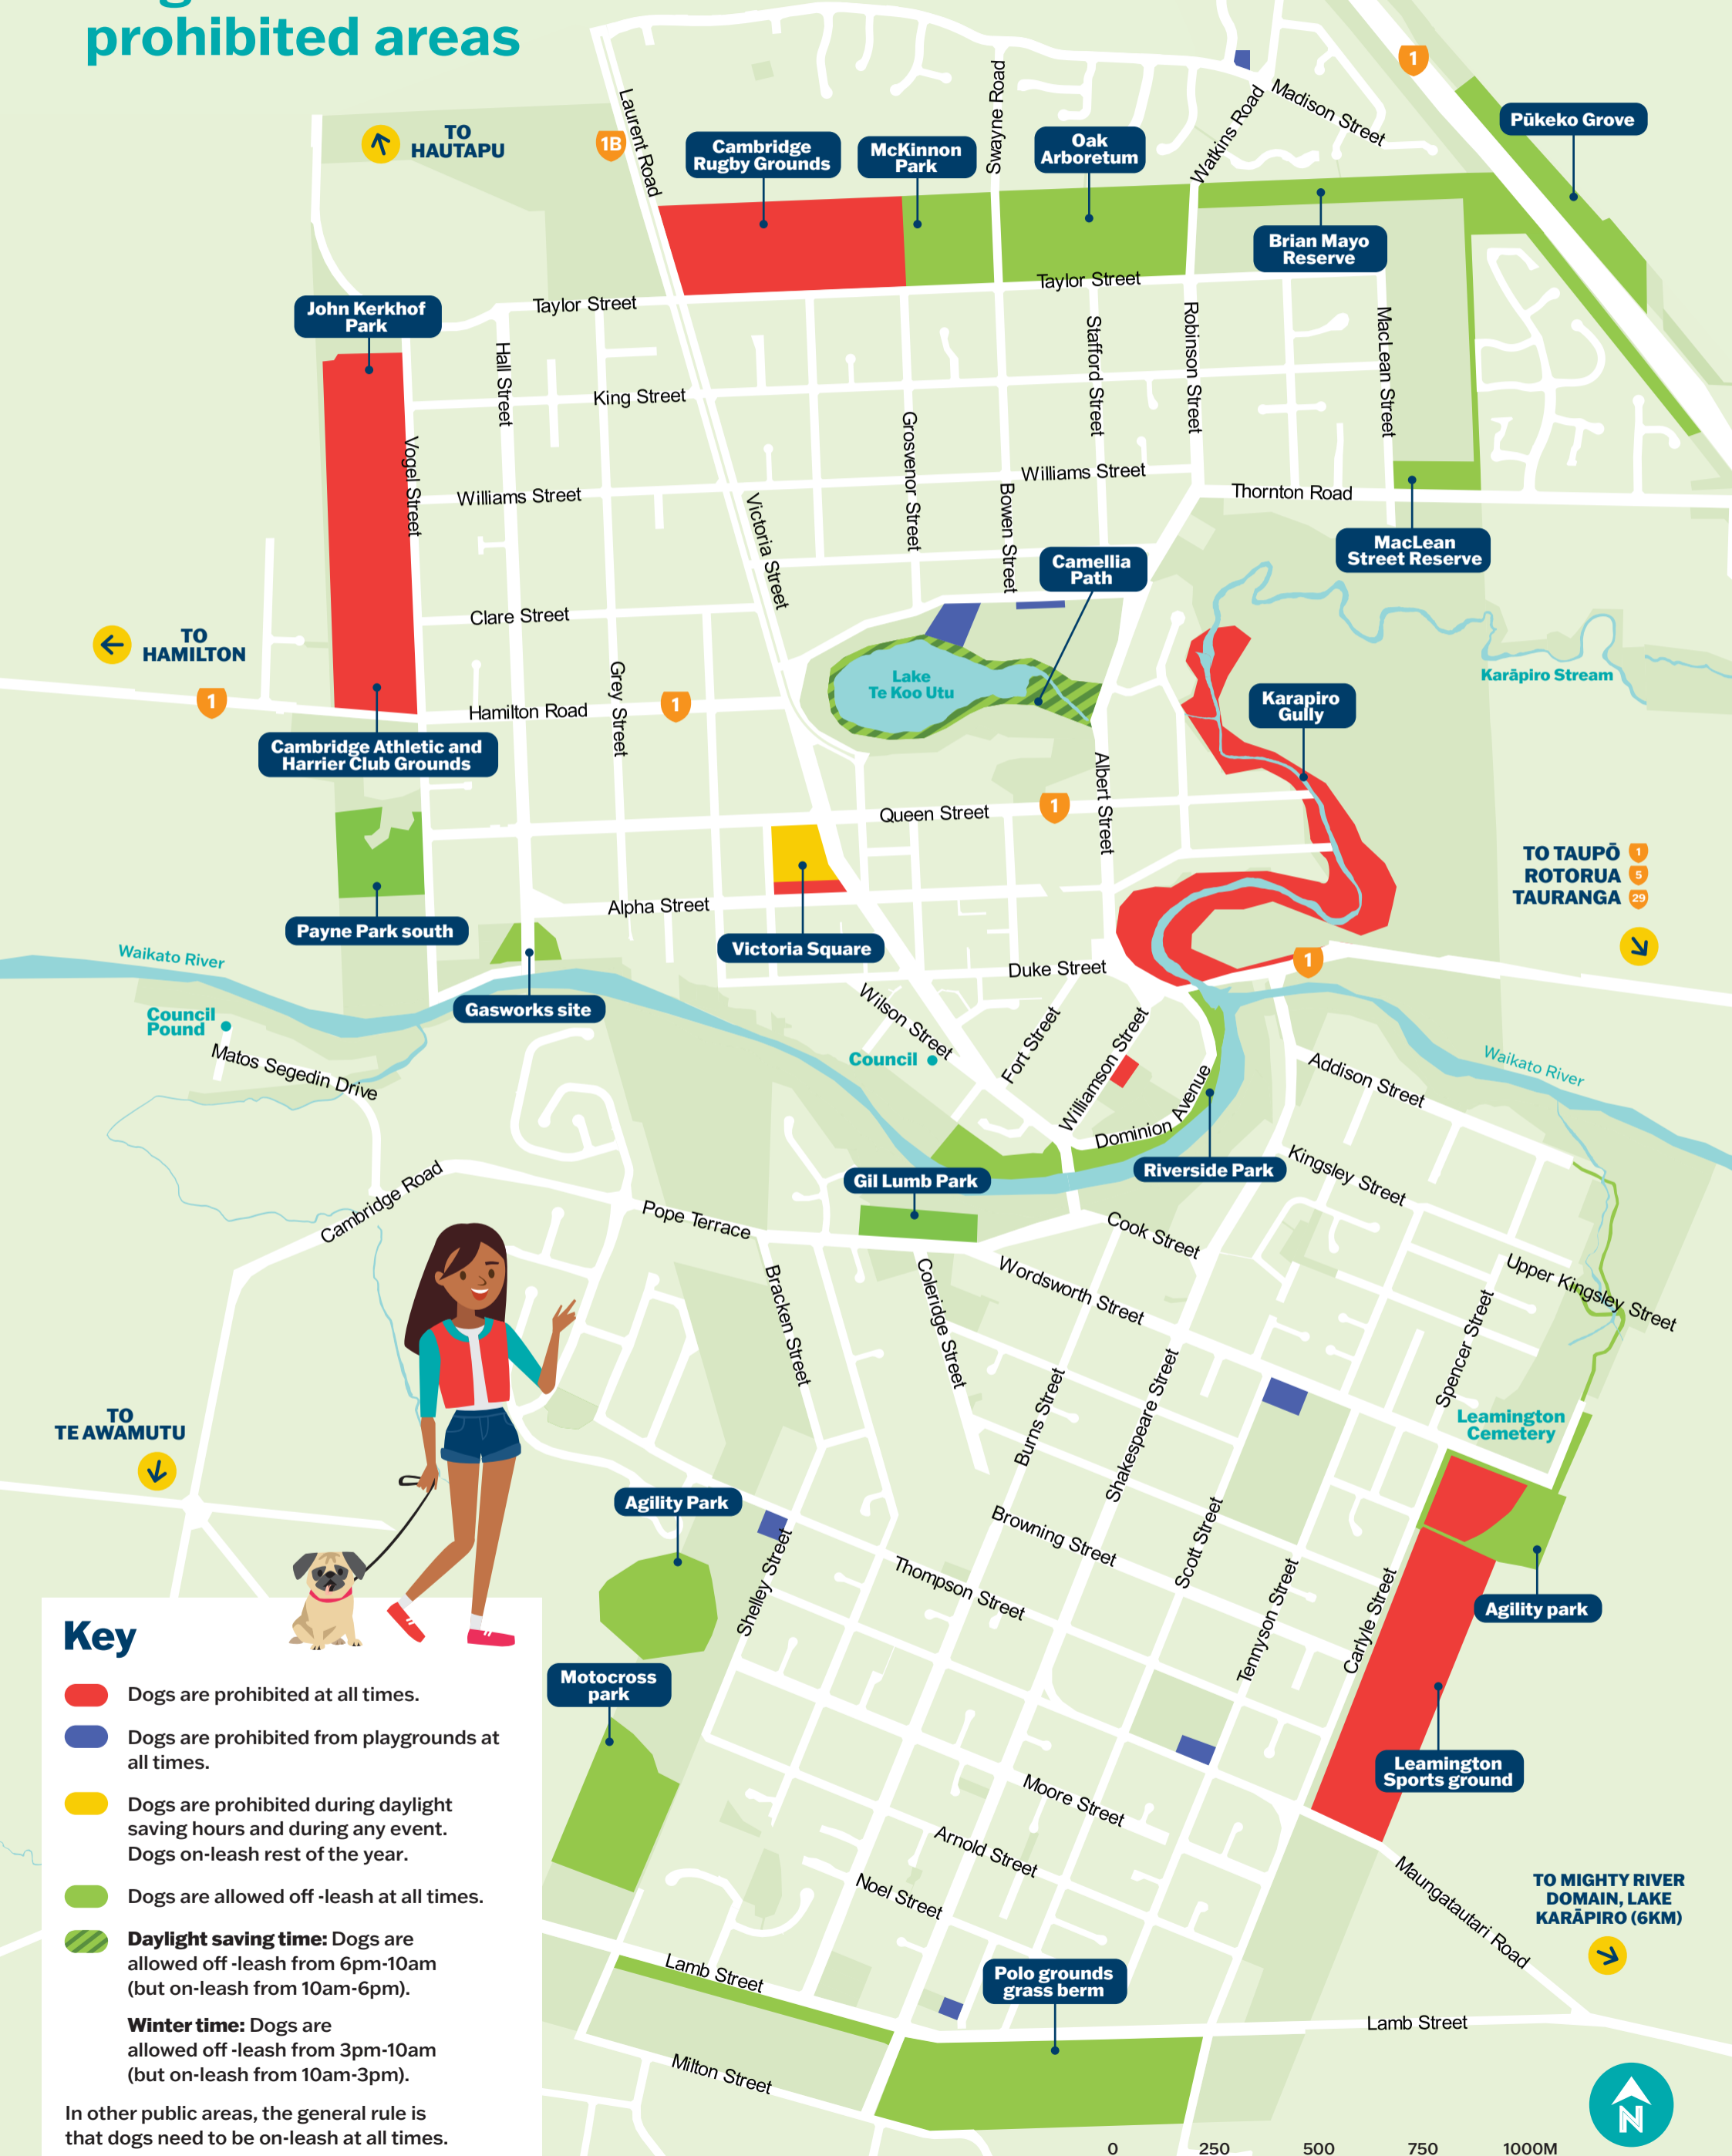 prohibited areas
TO
HAUTAPU
1B
Laurent Road
Cambridge
Rugby Grounds
McKinnon
Park
Swayne Road
Oak
Arboretum
Watkins Road
Madison Street
1
Pūkeko Grove
Brian Mayo
Reserve
Taylor Street
Taylor Street
John Kerkhof
Park
Hall Street
King Street
Vogel Street
Williams Street
Victoria Street
Grosvenor Street
Bowen Street
Williams Street
Stafford Street
Robinson Street
MacLean Street
Thornton Road
MacLean
Street Reserve
Camellia
Path
Clare Street
TO
HAMILTON
1
Grey Street
Hamilton Road
1
Lake
Te Koo Utu
Karāpiro Stream
Karapiro
Gully
Cambridge Athletic and
Harrier Club Grounds
Albert Street
Queen Street
1
TO TAUPŌ 1
ROTORUA 5
TAURANGA 29
Payne Park south
Alpha Street
Victoria Square
Waikato River
Gasworks site
Duke Street
1
Council
Pound
Matos Segedin Drive
Wilson Street
Council
Fort Street
Williamson Street
Dominion Avenue
Addison Street
Waikato River
Riverside Park
Kingsley Street
Gil Lumb Park
Cambridge Road
Pope Terrace
Cook Street
Wordsworth Street
Upper Kingsley Street
Bracken Street
Coleridge Street
Burns Street
Shakespeare Street
Spencer Street
Leamington
Cemetery
TO
TE AWAMUTU
Agility Park
Shelley Street
Browning Street
Thompson Street
Scott Street
Tennyson Street
Carlyle Street
Agility park
Motocross
park
Leamington
Sports ground
Moore Street
Arnold Street
Noel Street
Maungatautari Road
TO MIGHTY RIVER
DOMAIN, LAKE
KARĀPIRO (6KM)
Lamb Street
Polo grounds
grass berm
Lamb Street
Milton Street
N
0 250 500 750 1000M
Key
Dogs are prohibited at all times.
Dogs are prohibited from playgrounds at
all times.
Dogs are prohibited during daylight
saving hours and during any event.
Dogs on-leash rest of the year.
Dogs are allowed off -leash at all times.
Daylight saving time: Dogs are
allowed off -leash from 6pm-10am
(but on-leash from 10am-6pm).
Winter time: Dogs are
allowed off -leash from 3pm-10am
(but on-leash from 10am-3pm).
In other public areas, the general rule is
that dogs need to be on-leash at all times.